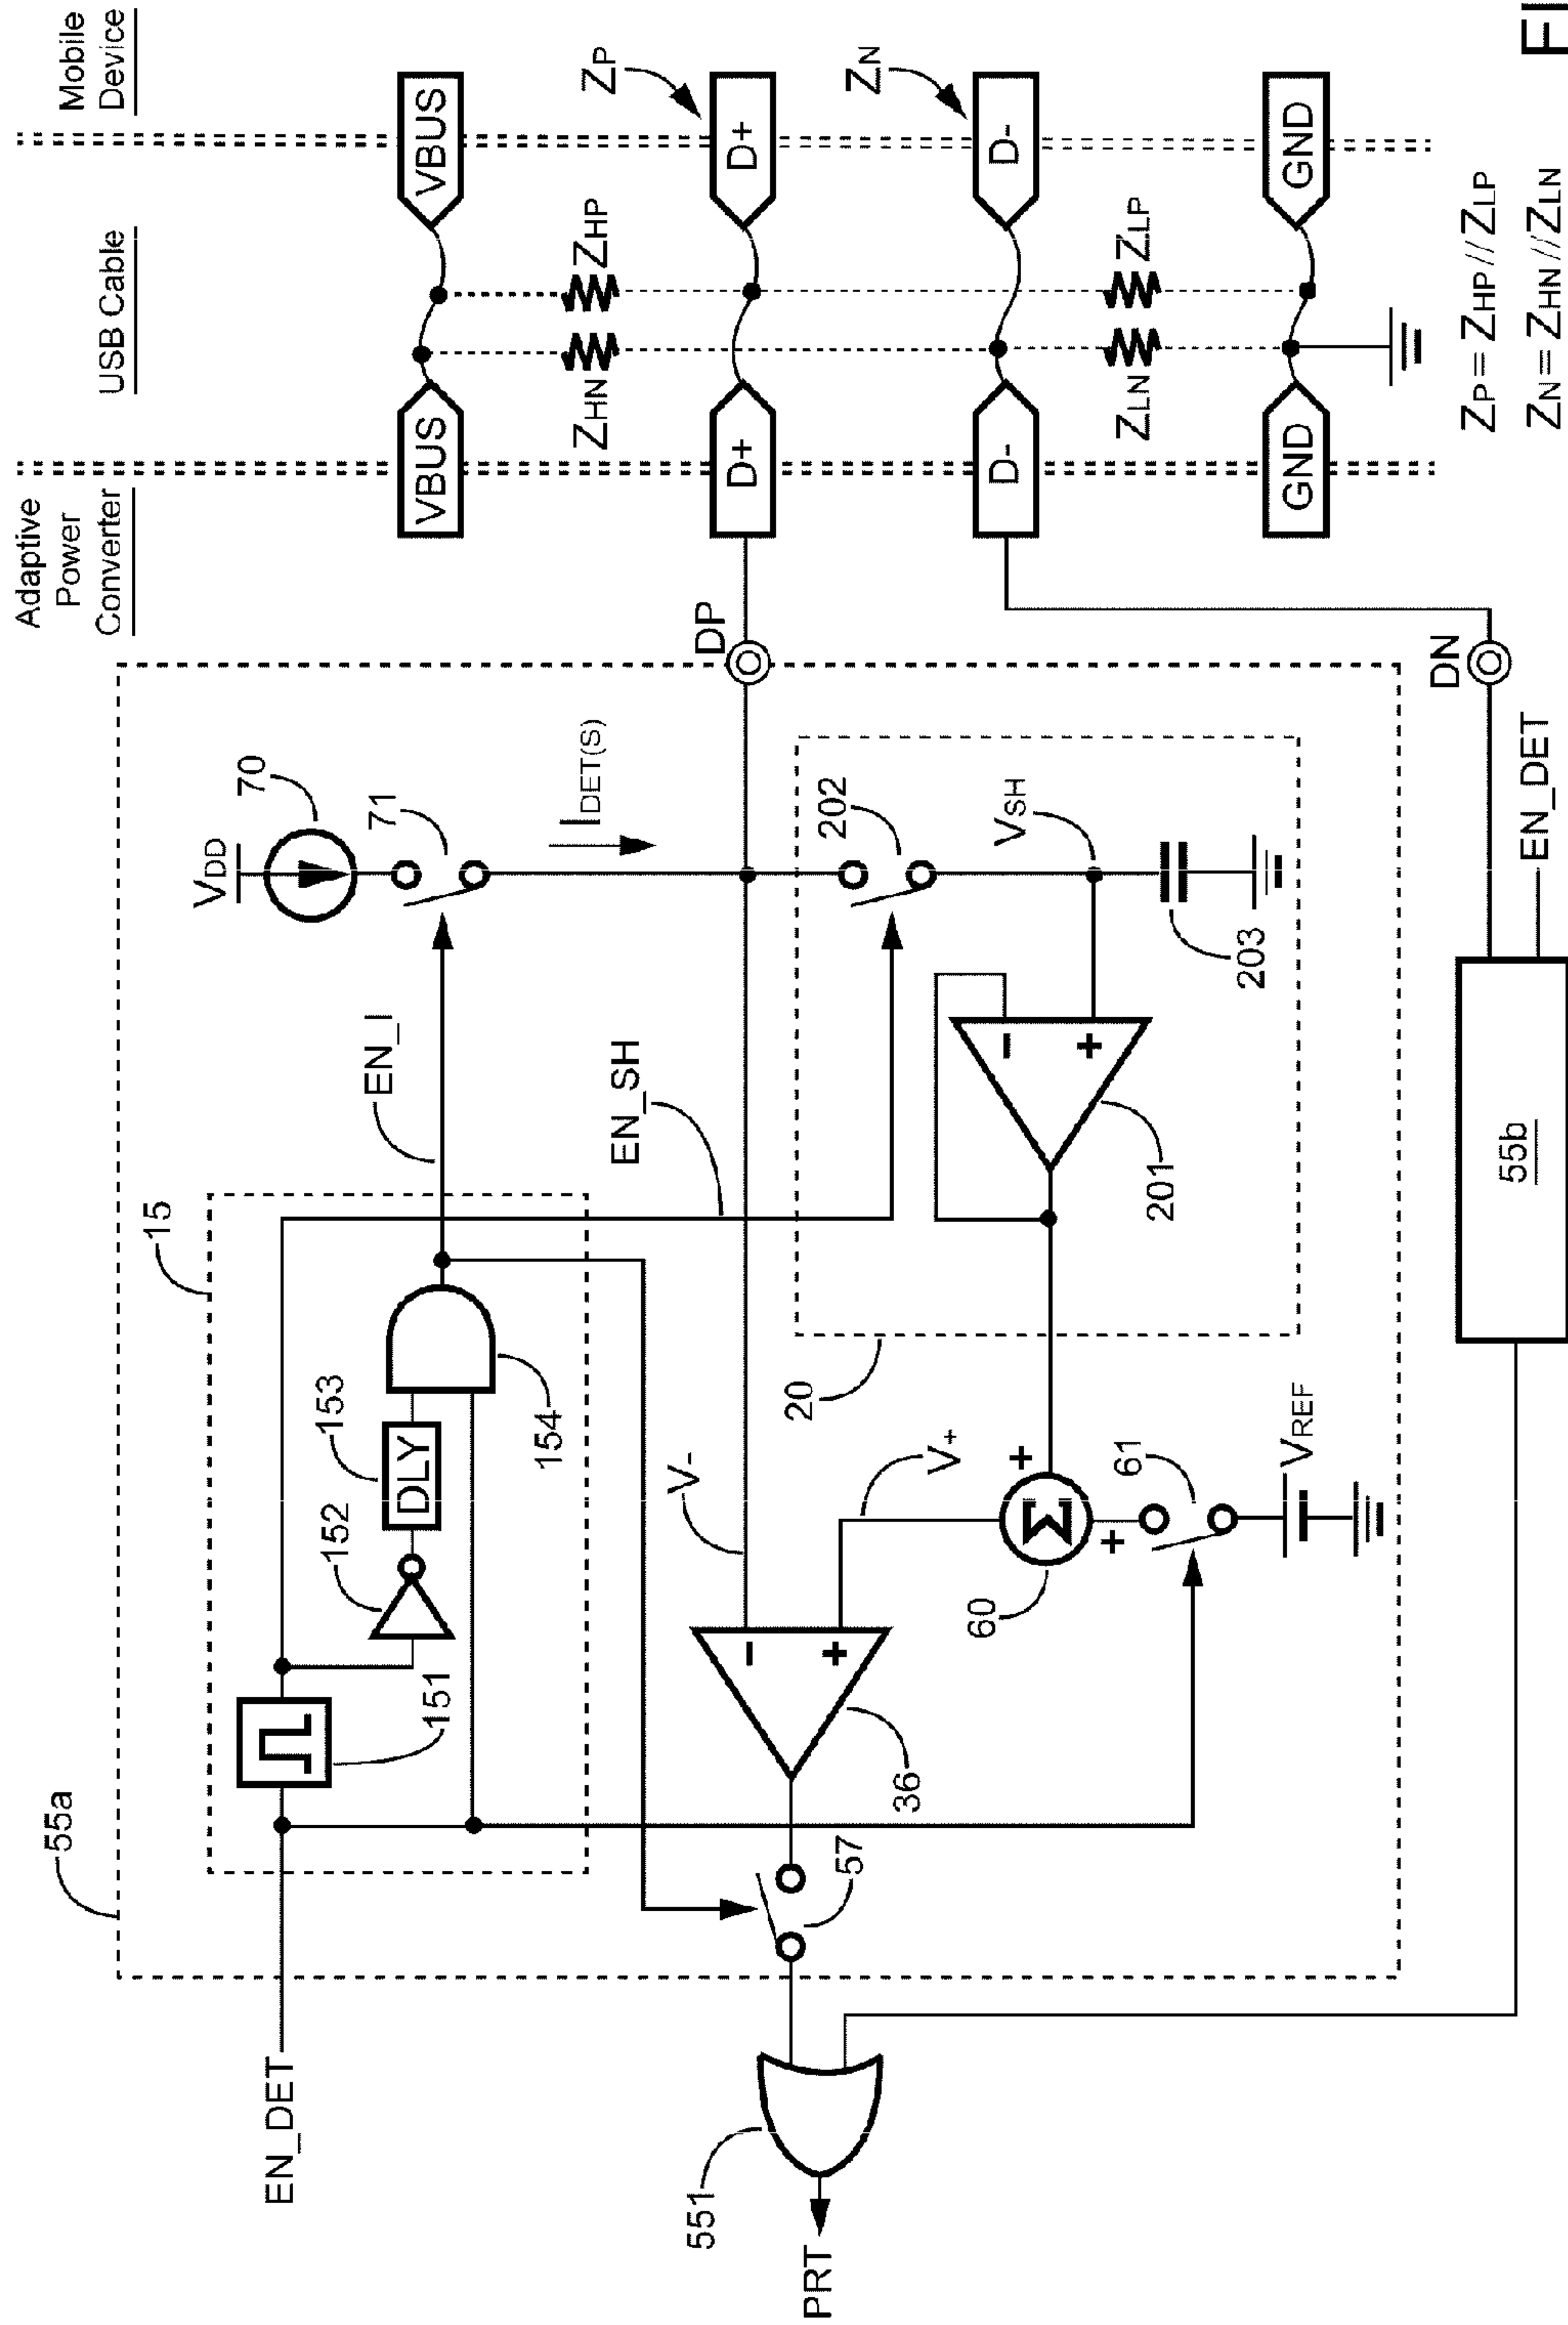 Adaptive
Power
Converter
USB Cable
Mobile
Device
55a
15
EN_DET
151
152
153
DLY
154
EN_I
VDD
70
71
IDET(S)
EN_SH
DP
VBUS
VBUS
ZHN
ZHP
D+
D+
ZP
D-
D-
ZN
ZLN
ZLP
GND
GND
V-
V+
-
+
36
57
551
PRT
20
202
VSH
203
-
+
201
Σ
+
+
60
61
VREF
DN
EN_DET
55b
ZP = ZHP // ZLP
ZN = ZHN // ZLN